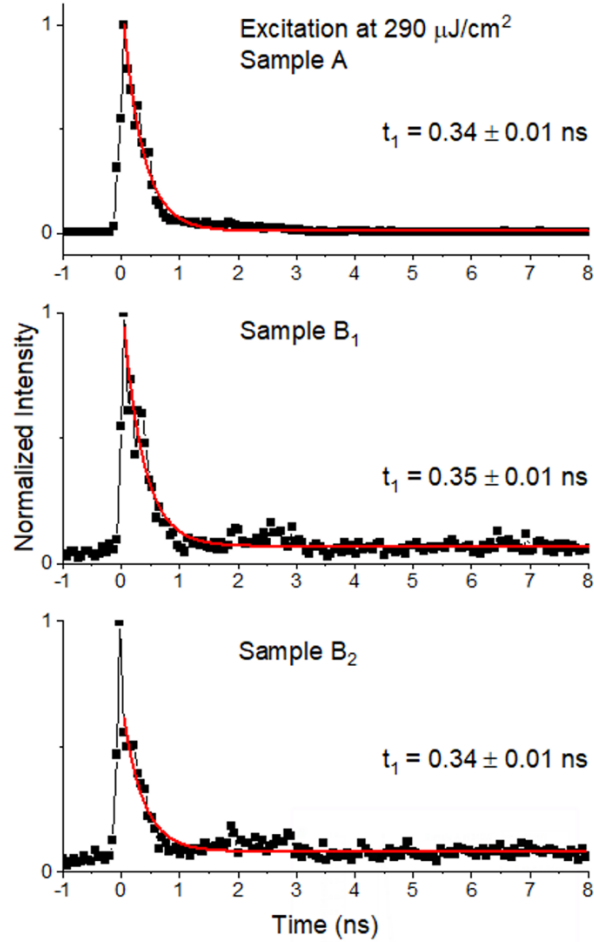 Excitation at 290 μJ/cm²
Sample A
t₁ = 0.34 ± 0.01 ns
1
0
-1 0 1 2 3 4 5 6 7 8
Sample B₁
t₁ = 0.35 ± 0.01 ns
1
0
-1 0 1 2 3 4 5 6 7 8
Normalized Intensity
Sample B₂
t₁ = 0.34 ± 0.01 ns
1
0
-1 0 1 2 3 4 5 6 7 8
Time (ns)